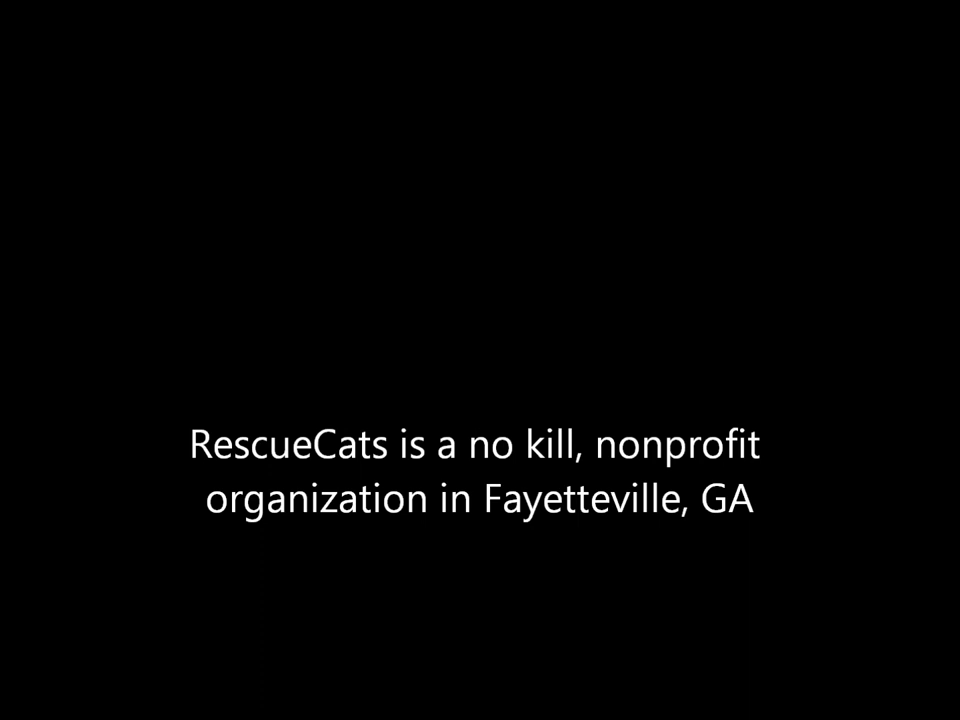 RescueCats is a no kill, nonprofit
organization in Fayetteville, GA